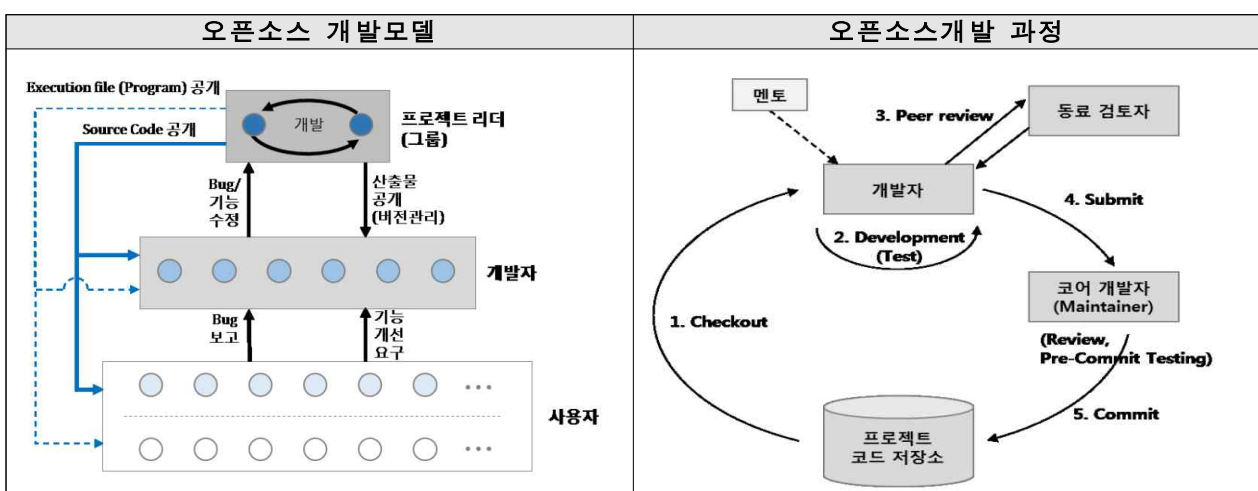 오픈소스 개발모델
Execution file (Program) 공개
Source Code 공개
개발
프로젝트 리더
(그룹)
Bug/
기능
수정
산출물
공개
(버전관리)
개발자
Bug
보고
기능
개선
요구
...
사용자
...
오픈소스개발 과정
멘토
3. Peer review
동료 검토자
개발자
4. Submit
2. Development
(Test)
코어 개발자
(Maintainer)
1. Checkout
(Review,
Pre-Commit Testing)
5. Commit
프로젝트
코드 저장소